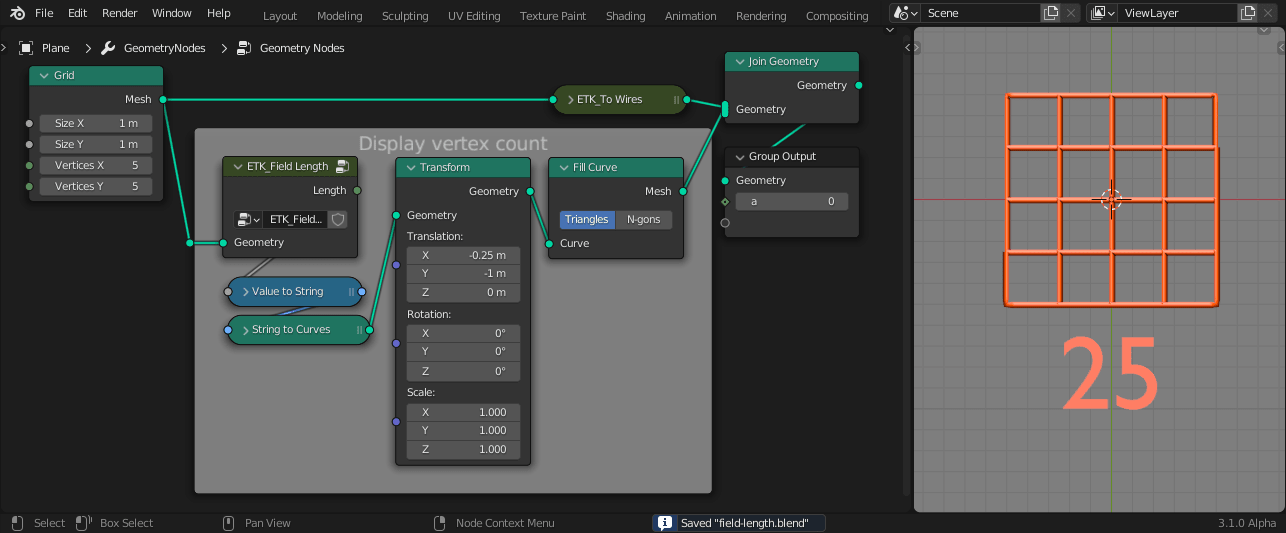 File Edit Render Window Help
Layout Modeling Sculpting UV Editing Texture Paint Shading Animation Rendering Compositing
Scene
ViewLayer
Plane GeometryNodes Geometry Nodes
Grid
Mesh
Size X 1 m
Size Y 1 m
Vertices X 5
Vertices Y 5
ETK_To Wires
Join Geometry
Geometry
Geometry
Group Output
Geometry
a 0
Display vertex count
ETK_Field Length
Length
ETK_Field...
Geometry
Value to String
String to Curves
Transform
Geometry
Geometry
Translation:
X -0.25 m
Y -1 m
Z 0 m
Rotation:
X 0°
Y 0°
Z 0°
Scale:
X 1.000
Y 1.000
Z 1.000
Fill Curve
Mesh
Triangles N-gons
Curve
25
Select Box Select Pan View Node Context Menu Saved "field-length.blend" 3.1.0 Alpha